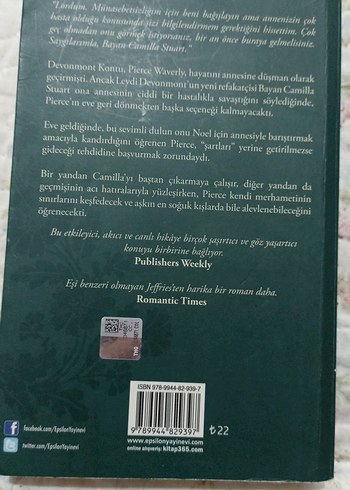 "Lordum, Münasebetsizliğim için beni bağışlayın ama annenizin çok
hasta olduğu konusunda sizi bilgilendirmem gerektiğini hissettim. Çok
geç olmadan onu görmek istiyorsanız, bir an önce buraya gelmelisiniz.
Saygılarımla, Bayan Camilla Stuart."
Devonmont Kontu, Pierce Waverly, hayatını annesine düşman olarak
geçirmişti. Ancak Leydi Devonmont'un yeni refakatçisi Bayan Camilla
Stuart ona annesinin ciddi bir hastalıkla savaştığını söylediğinde,
Pierce'ın eve geri dönmekten başka seçeneği kalmayacaktı.
Eve geldiğinde, bu sevimli dulun onu Noel için annesiyle barıştırmak
amacıyla kandırdığını öğrenen Pierce, "şartları" yerine getirilmezse
gideceği tehdidine başvurmak zorundaydı.
Bir yandan Camilla'yı baştan çıkarmaya çalışır, diğer yandan da
geçmişinin acı hatıralarıyla yüzleşirken, Pierce kendi merhametinin
sınırlarını keşfedecek ve aşkın en soğuk kışlarda bile alevlenebileceğini
öğrenecekti.
Bu etkileyici, akıcı ve canlı hikâye birçok şaşırtıcı ve göz yaşartıcı
konuyu birbirine bağlıyor.
Publishers Weekly
Eşi benzeri olmayan Jeffries'ten harika bir roman daha.
Romantic Times
ISBN 978-9944-82-939-7
9 789944 829397
₺22
facebook.com/EpsilonYayinevi
twitter.com/EpsilonYayinevi
www.epsilonyayinevi.com
online alışveriş: kitap365.com